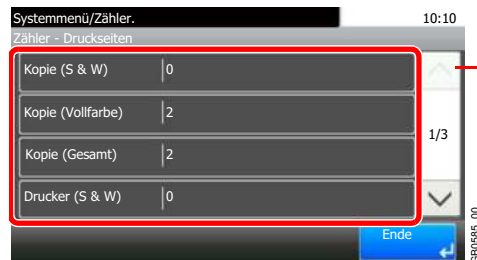 Systemmenü/Zähler. 10:10
Zähler - Druckseiten
Kopie (S & W) 0
Kopie (Vollfarbe) 2
1/3
Kopie (Gesamt) 2
Drucker (S & W) 0
Ende
GB0585_00